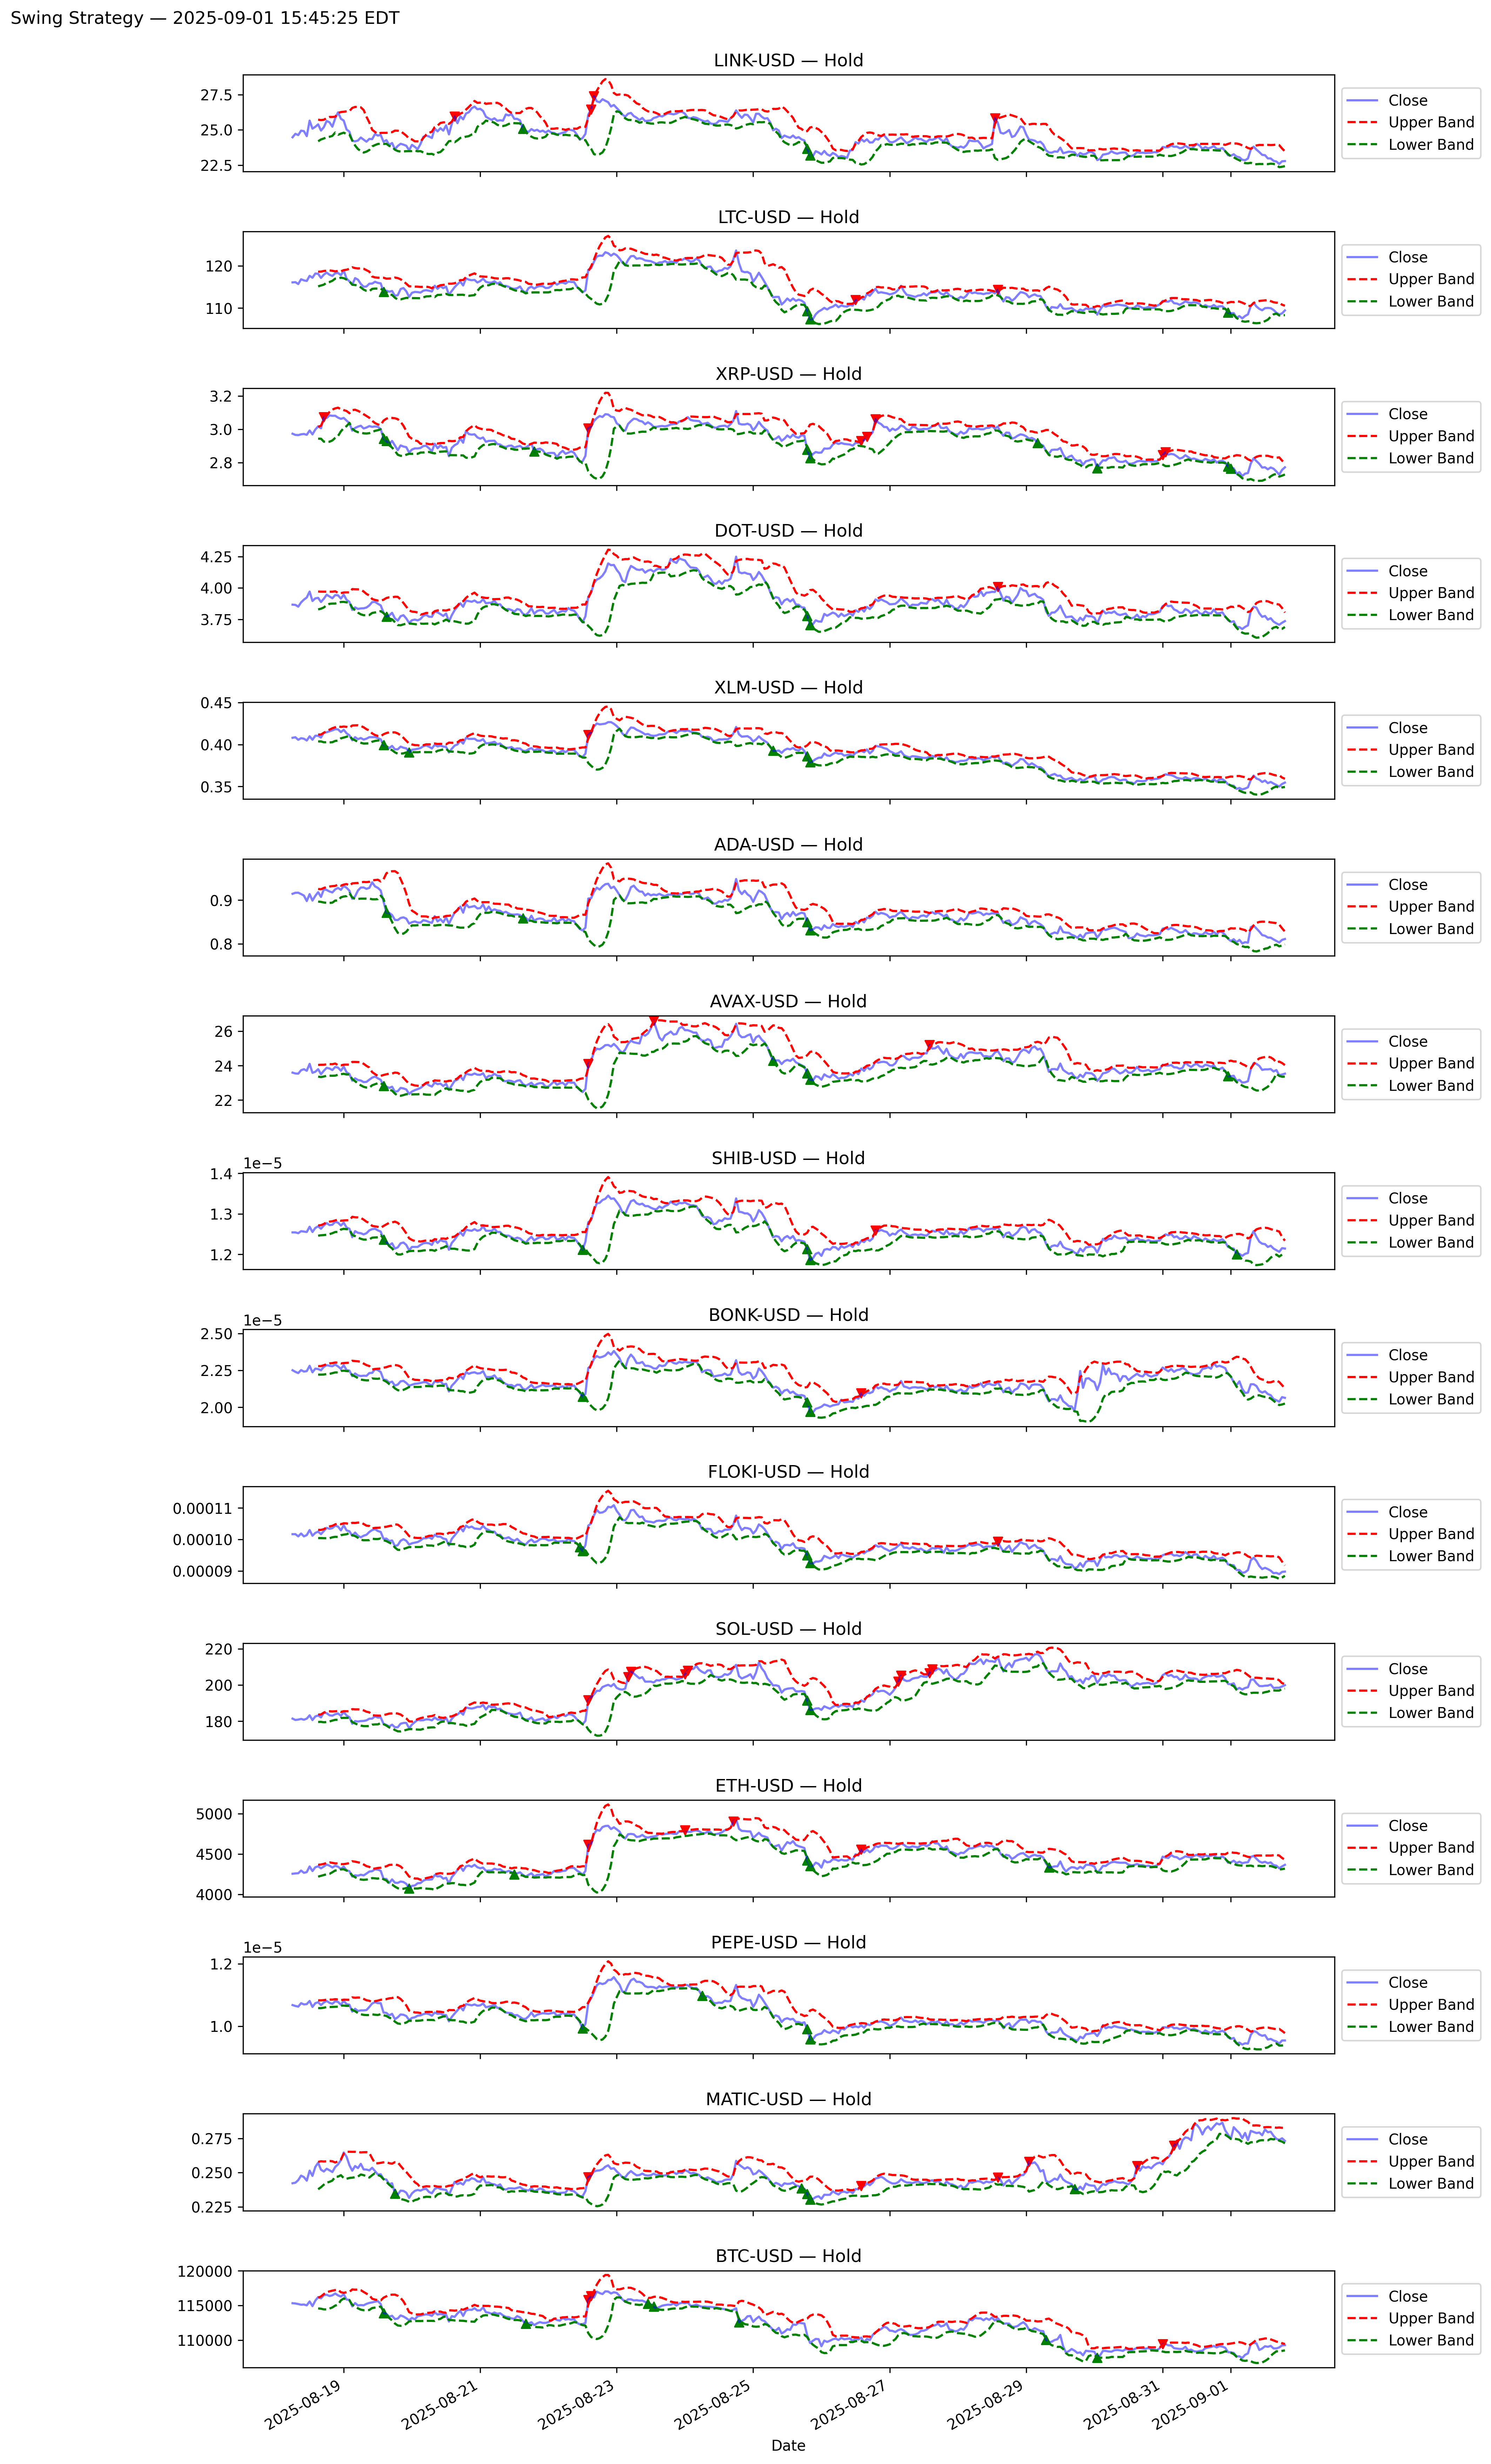 Swing Strategy — 2025-09-01 15:45:25 EDT
LINK-USD — Hold
27.5
25.0
22.5
Close
Upper Band
Lower Band
LTC-USD — Hold
120
110
Close
Upper Band
Lower Band
XRP-USD — Hold
3.2
3.0
2.8
Close
Upper Band
Lower Band
DOT-USD — Hold
4.25
4.00
3.75
Close
Upper Band
Lower Band
XLM-USD — Hold
0.45
0.40
0.35
Close
Upper Band
Lower Band
ADA-USD — Hold
0.9
0.8
Close
Upper Band
Lower Band
AVAX-USD — Hold
26
24
22
Close
Upper Band
Lower Band
SHIB-USD — Hold
1e−5
1.4
1.3
1.2
Close
Upper Band
Lower Band
BONK-USD — Hold
1e−5
2.50
2.25
2.00
Close
Upper Band
Lower Band
FLOKI-USD — Hold
0.00011
0.00010
0.00009
Close
Upper Band
Lower Band
SOL-USD — Hold
220
200
180
Close
Upper Band
Lower Band
ETH-USD — Hold
5000
4500
4000
Close
Upper Band
Lower Band
PEPE-USD — Hold
1e−5
1.2
1.0
Close
Upper Band
Lower Band
MATIC-USD — Hold
0.275
0.250
0.225
Close
Upper Band
Lower Band
BTC-USD — Hold
120000
115000
110000
Close
Upper Band
Lower Band
2025-08-19
2025-08-21
2025-08-23
2025-08-25
2025-08-27
2025-08-29
2025-08-31
2025-09-01
Date